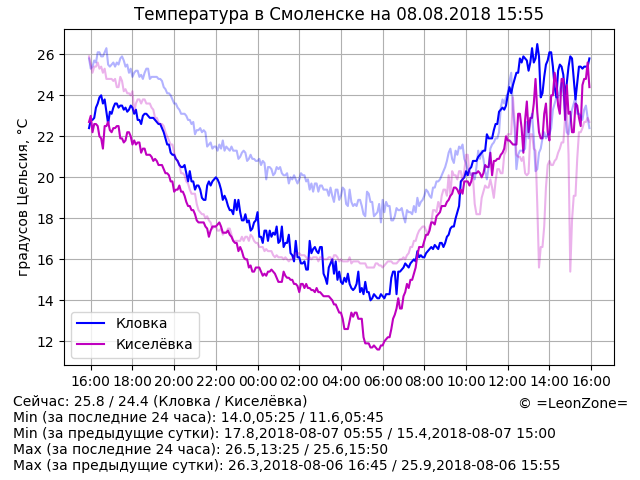 Температура в Смоленске на 08.08.2018 15:55
градусов Цельсия, °C
26
24
22
20
18
16
14
12
Кловка
Киселёвка
16:00 18:00 20:00 22:00 00:00 02:00 04:00 06:00 08:00 10:00 12:00 14:00 16:00
Сейчас: 25.8 / 24.4 (Кловка / Киселёвка)
© =LeonZone=
Min (за последние 24 часа): 14.0,05:25 / 11.6,05:45
Min (за предыдущие сутки): 17.8,2018-08-07 05:55 / 15.4,2018-08-07 15:00
Max (за последние 24 часа): 26.5,13:25 / 25.6,15:50
Max (за предыдущие сутки): 26.3,2018-08-06 16:45 / 25.9,2018-08-06 15:55